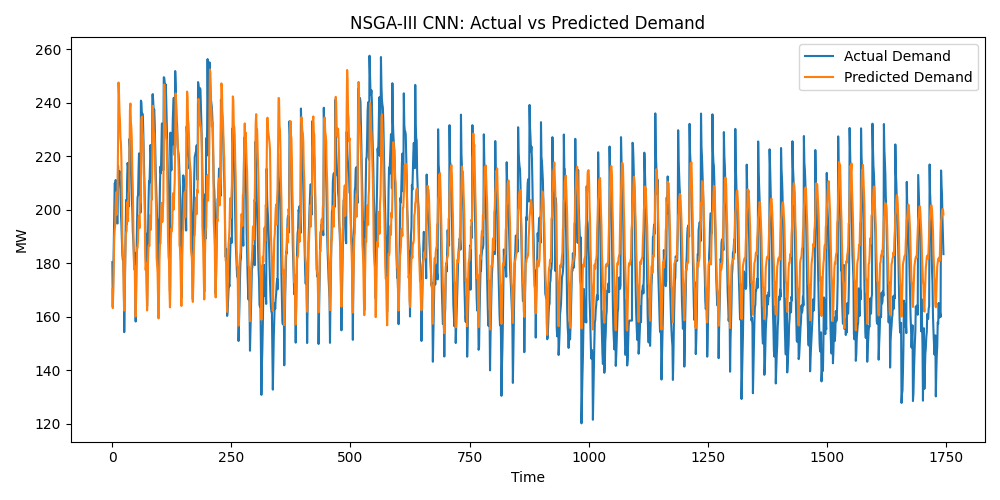 NSGA-III CNN: Actual vs Predicted Demand
Actual Demand
Predicted Demand
260
240
220
200
180
160
140
120
MW
0 250 500 750 1000 1250 1500 1750
Time